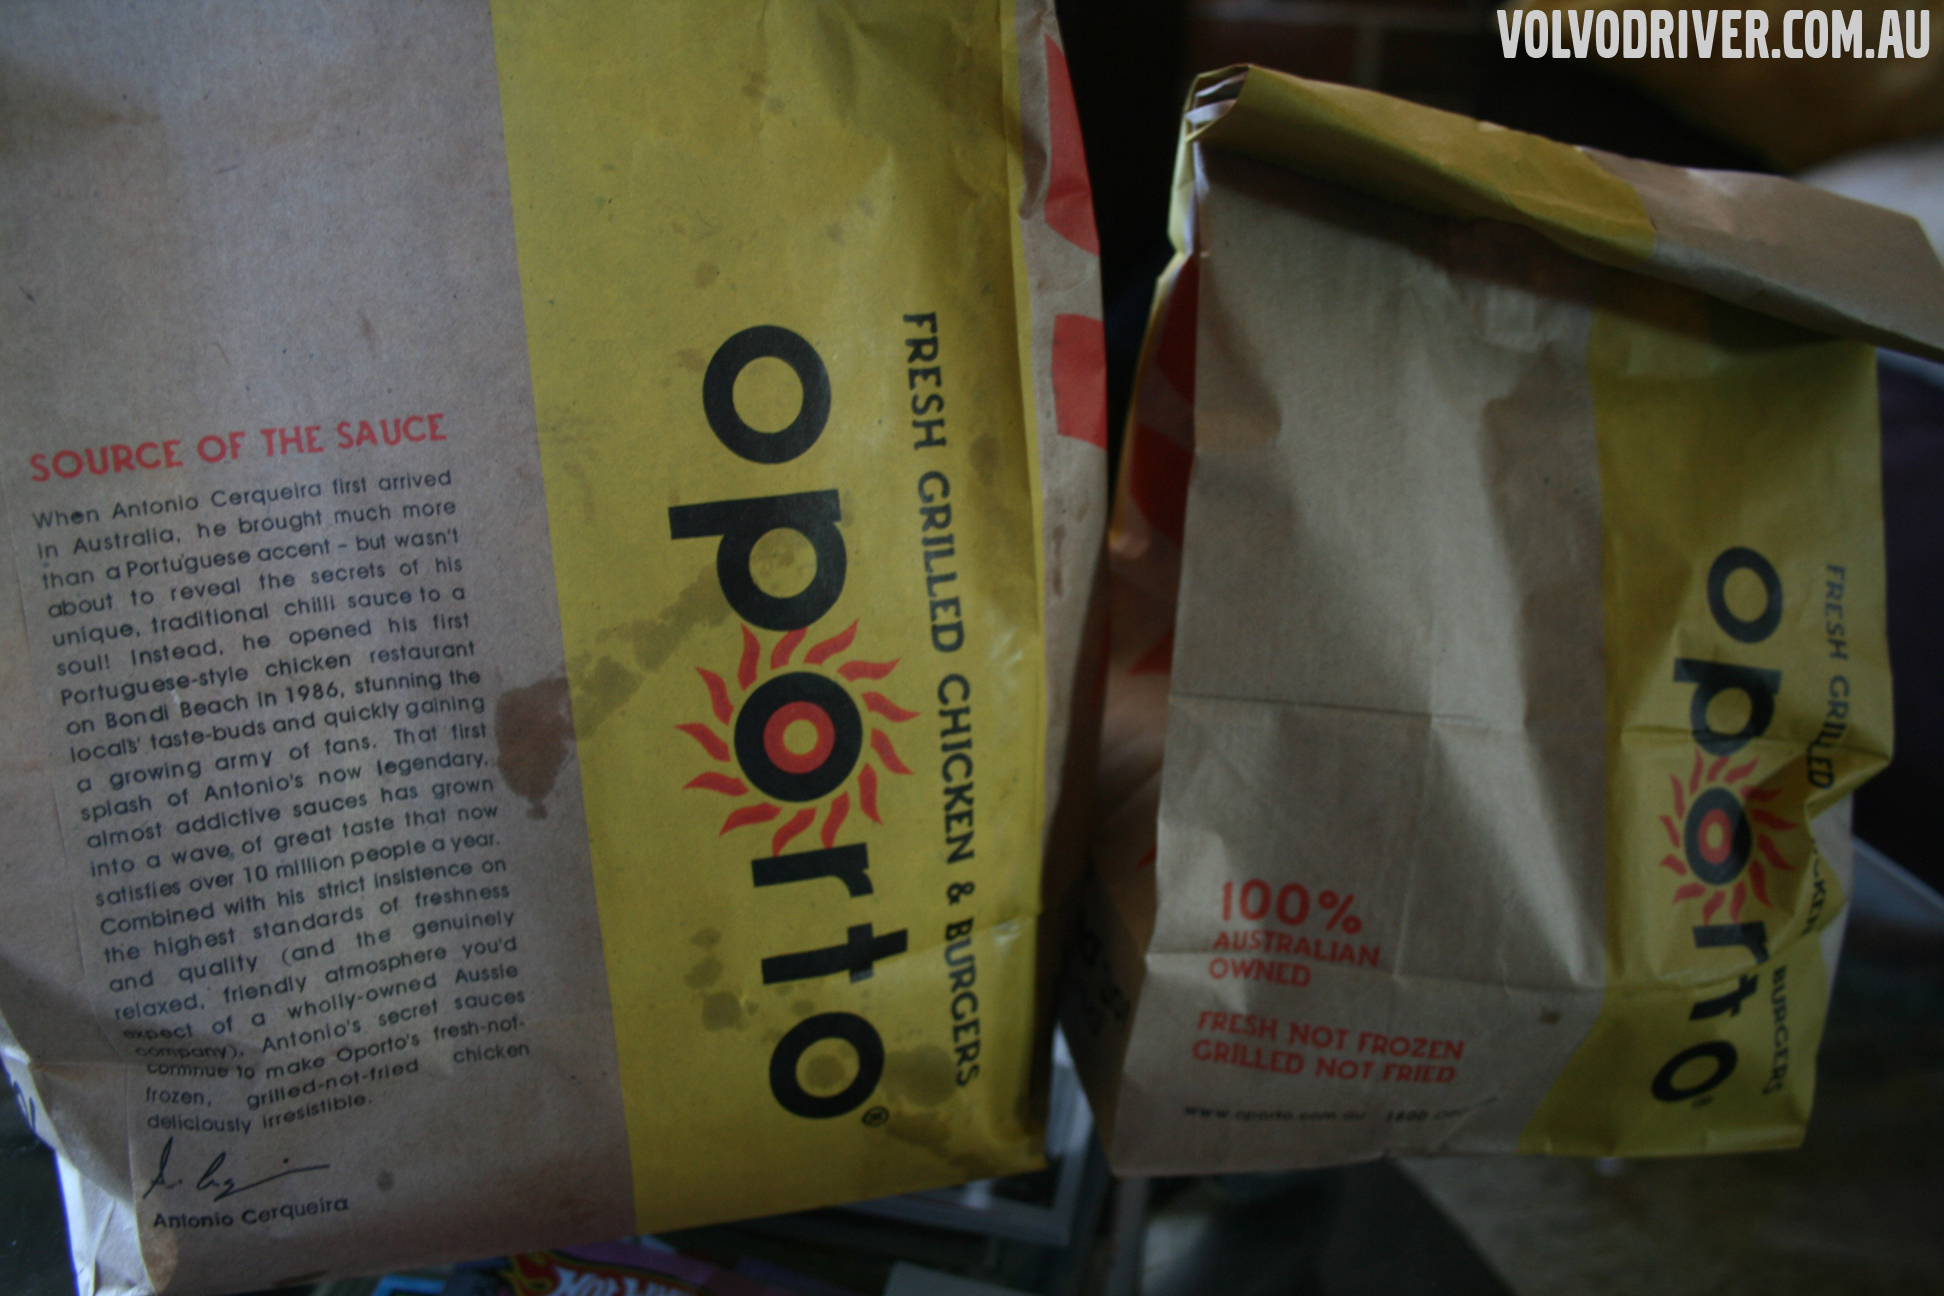 VOLVODRIVER.COM.AU
SOURCE OF THE SAUCE
When Antonio Cerqueira first arrived
in Australia, he brought much more
than a Portuguese accent – but wasn't
about to reveal the secrets of his
unique, traditional chilli sauce to a
soul! Instead, he opened his first
Portuguese-style chicken restaurant
on Bondi Beach in 1986, stunning the
locals' taste-buds and quickly gaining
a growing army of fans. That first
splash of Antonio's now legendary,
almost addictive sauces has grown
into a wave of great taste that now
satisfies over 10 million people a year.
Combined with his strict insistence on
the highest standards of freshness
and quality (and the genuinely
relaxed, friendly atmosphere you'd
expect of a wholly-owned Aussie
company), Antonio's secret sauces
continue to make Oporto's fresh-not-
frozen, grilled-not-fried chicken
deliciously irresistible.
Antonio Cerqueira
oporto®
FRESH GRILLED CHICKEN & BURGERS
100%
AUSTRALIAN
OWNED
FRESH NOT FROZEN
GRILLED NOT FRIED
www.oporto.com.au 1800
oporto
FRESH GRILLED BURGERS